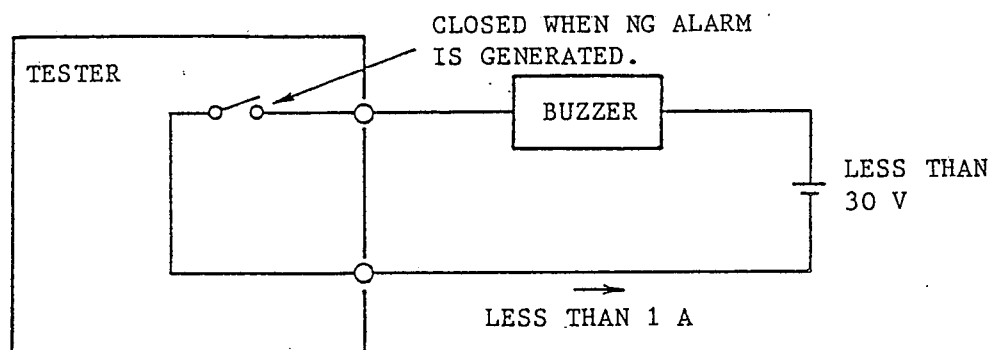 CLOSED WHEN NG ALARM
IS GENERATED.
TESTER
BUZZER
LESS THAN
30 V
LESS THAN 1 A